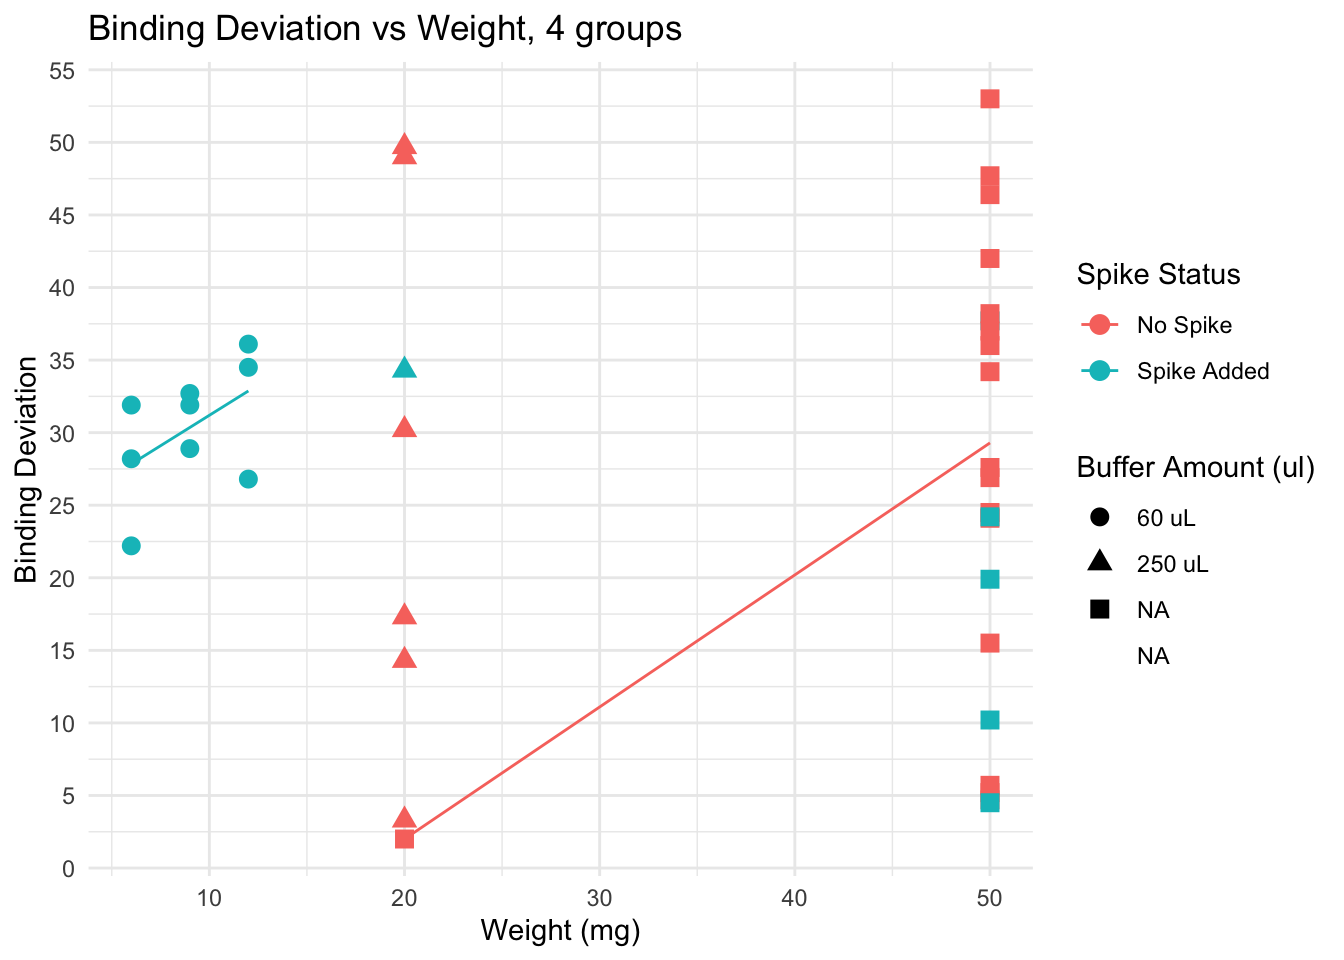 Binding Deviation vs Weight, 4 groups
55
50
45
40
35
30
25
20
15
10
5
0
Binding Deviation
10 20 30 40 50
Weight (mg)
Spike Status
No Spike
Spike Added
Buffer Amount (ul)
60 uL
250 uL
NA
NA